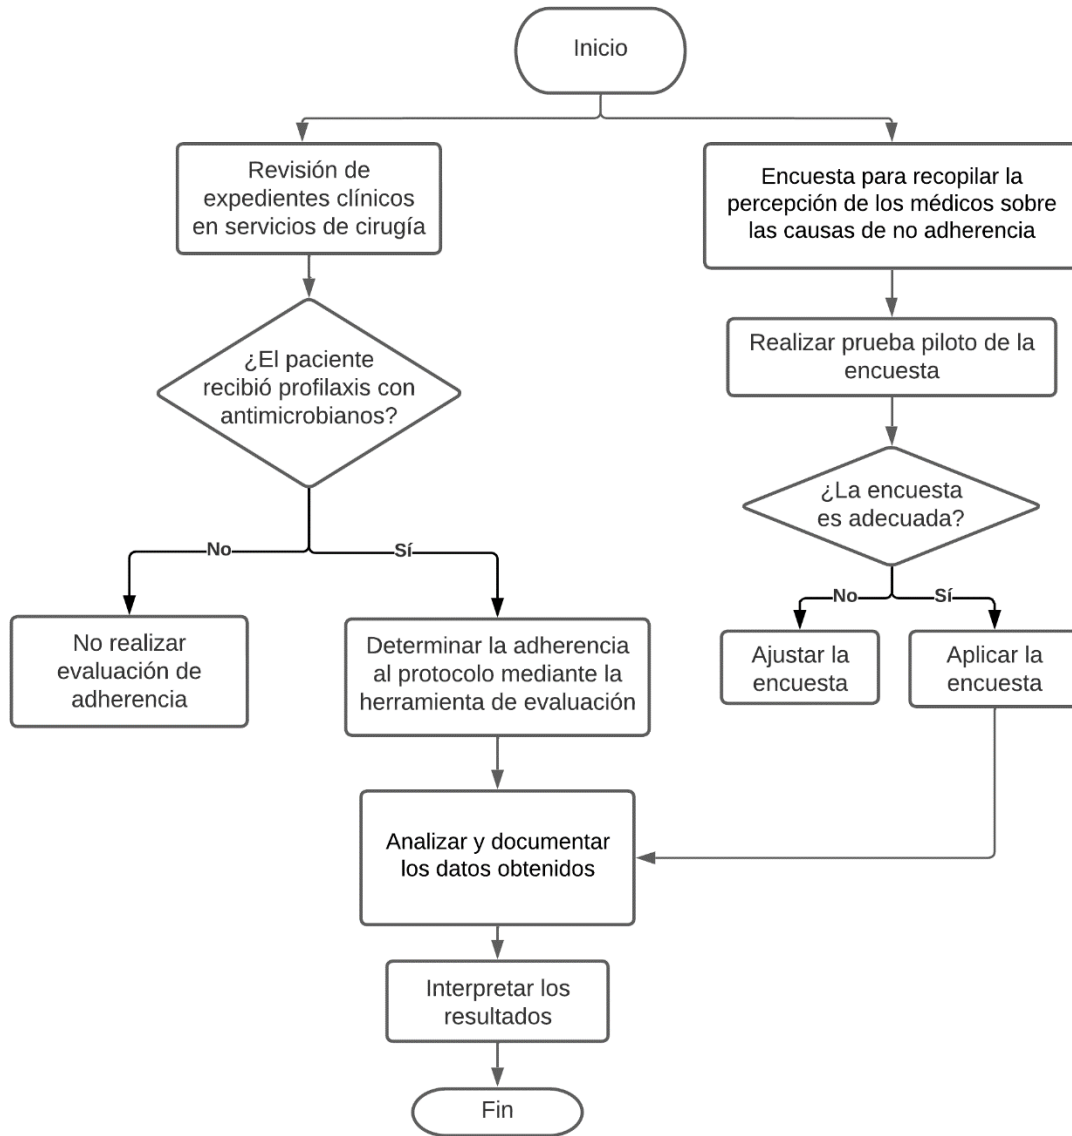 Inicio
Revisión de
expedientes clínicos
en servicios de cirugía
Encuesta para recopilar la
percepción de los médicos sobre
las causas de no adherencia
¿El paciente
recibió profilaxis con
antimicrobianos?
Realizar prueba piloto de la
encuesta
¿La encuesta
es adecuada?
No
Sí
No
Sí
No realizar
evaluación de
adherencia
Determinar la adherencia
al protocolo mediante la
herramienta de evaluación
Ajustar la
encuesta
Aplicar la
encuesta
Analizar y documentar
los datos obtenidos
Interpretar los
resultados
Fin